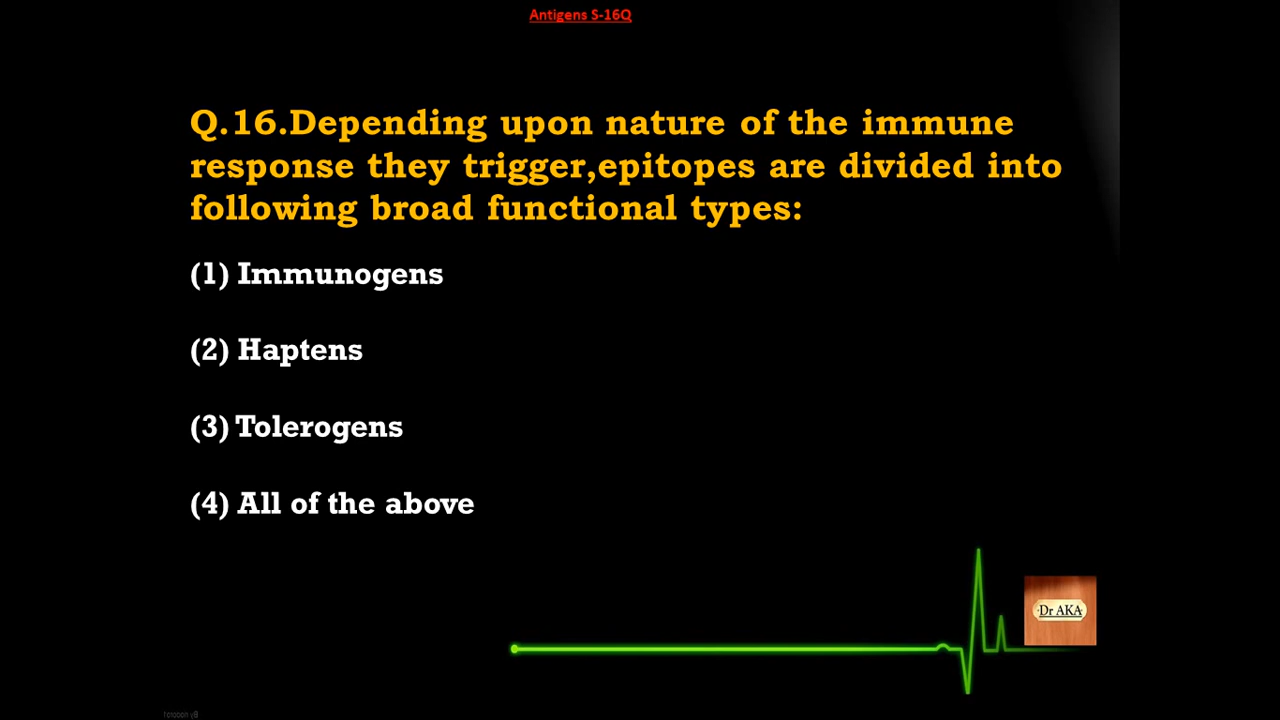 Antigens S-16Q
Q.16.Depending upon nature of the immune
response they trigger,epitopes are divided into
following broad functional types:
(1) Immunogens
(2) Haptens
(3) Tolerogens
(4) All of the above
Dr AKA